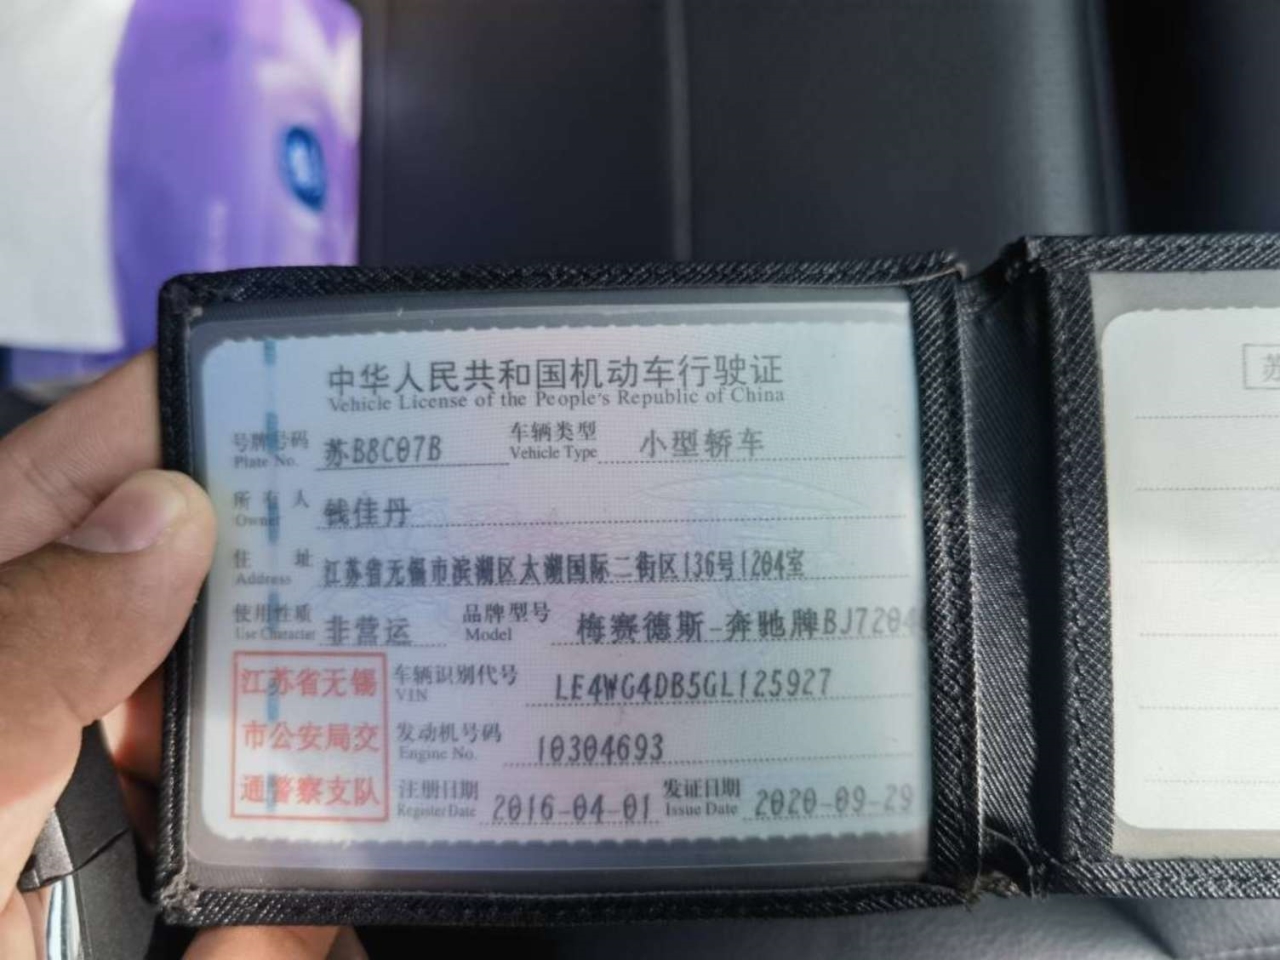 中华人民共和国机动车行驶证
Vehicle License of the People's Republic of China
号牌号码 苏B8C07B 车辆类型 小型轿车
Plate No. Vehicle Type
所有人 钱佳丹
Owner
住址 江苏省无锡市滨湖区太湖国际二街区136号1204室
Address
使用性质 非营运 品牌型号 梅赛德斯-奔驰牌BJ7204
Use Character Model
江苏省无锡 车辆识别代号 LE4WG4DB5GL125927
VIN
市公安局交 发动机号码 10304693
Engine No.
通警察支队 注册日期 2016-04-01 发证日期 2020-09-29
Register Date Issue Date
苏